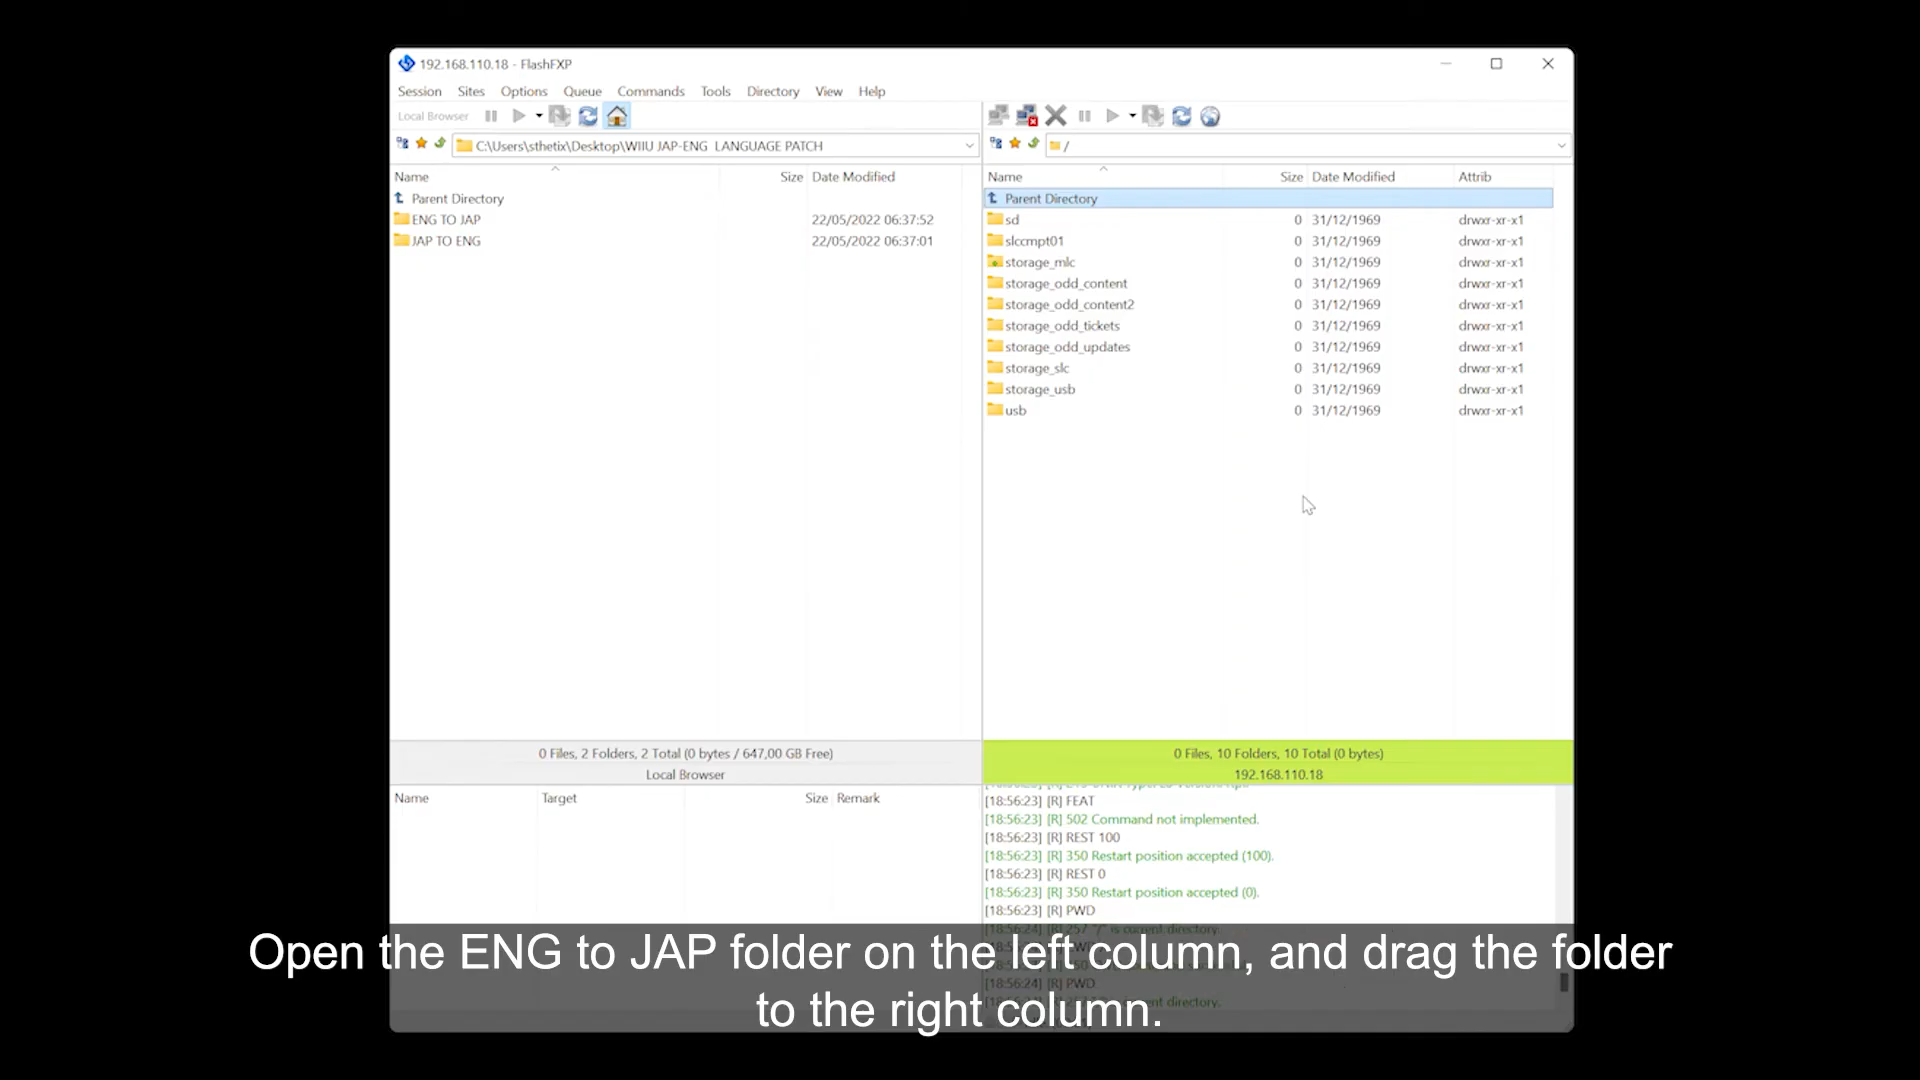 192.168.110.18 - FlashFXP
Session Sites Options Queue Commands Tools Directory View Help
Local Browser
C:\Users\sthetix\Desktop\WIIU JAP-ENG LANGUAGE PATCH
/
Name Size Date Modified
Parent Directory
ENG TO JAP 22/05/2022 06:37:52
JAP TO ENG 22/05/2022 06:37:01
Name Size Date Modified Attrib
Parent Directory
sd 0 31/12/1969 drwxr-xr-x1
slccmpt01 0 31/12/1969 drwxr-xr-x1
storage_mlc 0 31/12/1969 drwxr-xr-x1
storage_odd_content 0 31/12/1969 drwxr-xr-x1
storage_odd_content2 0 31/12/1969 drwxr-xr-x1
storage_odd_tickets 0 31/12/1969 drwxr-xr-x1
storage_odd_updates 0 31/12/1969 drwxr-xr-x1
storage_slc 0 31/12/1969 drwxr-xr-x1
storage_usb 0 31/12/1969 drwxr-xr-x1
usb 0 31/12/1969 drwxr-xr-x1
0 Files, 2 Folders, 2 Total (0 bytes / 647,00 GB Free)
Local Browser
0 Files, 10 Folders, 10 Total (0 bytes)
192.168.110.18
Name Target Size Remark
[18:56:23] [R] FEAT
[18:56:23] [R] 502 Command not implemented.
[18:56:23] [R] REST 100
[18:56:23] [R] 350 Restart position accepted (100).
[18:56:23] [R] REST 0
[18:56:23] [R] 350 Restart position accepted (0).
[18:56:23] [R] PWD
[18:56:24] [R] 257 "/" is current directory.
[18:56:24] [R] PWD
Open the ENG to JAP folder on the left column, and drag the folder
to the right column.